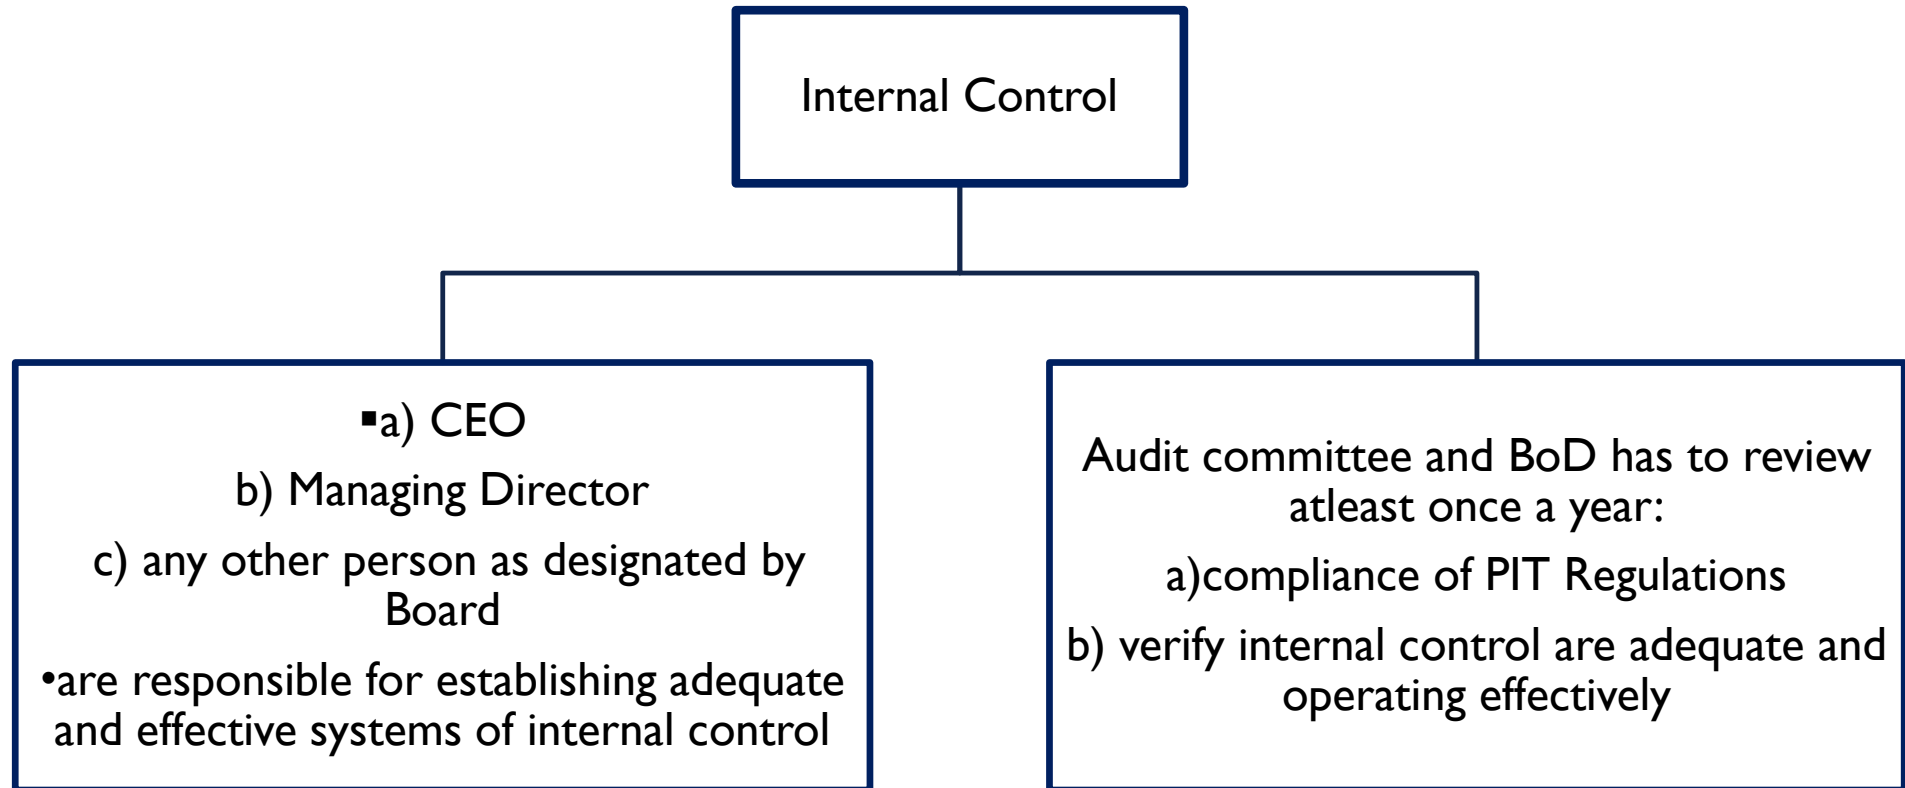 Internal Control
▪a) CEO
b) Managing Director
c) any other person as designated by
Board
•are responsible for establishing adequate
and effective systems of internal control
Audit committee and BoD has to review
atleast once a year:
a)compliance of PIT Regulations
b) verify internal control are adequate and
operating effectively